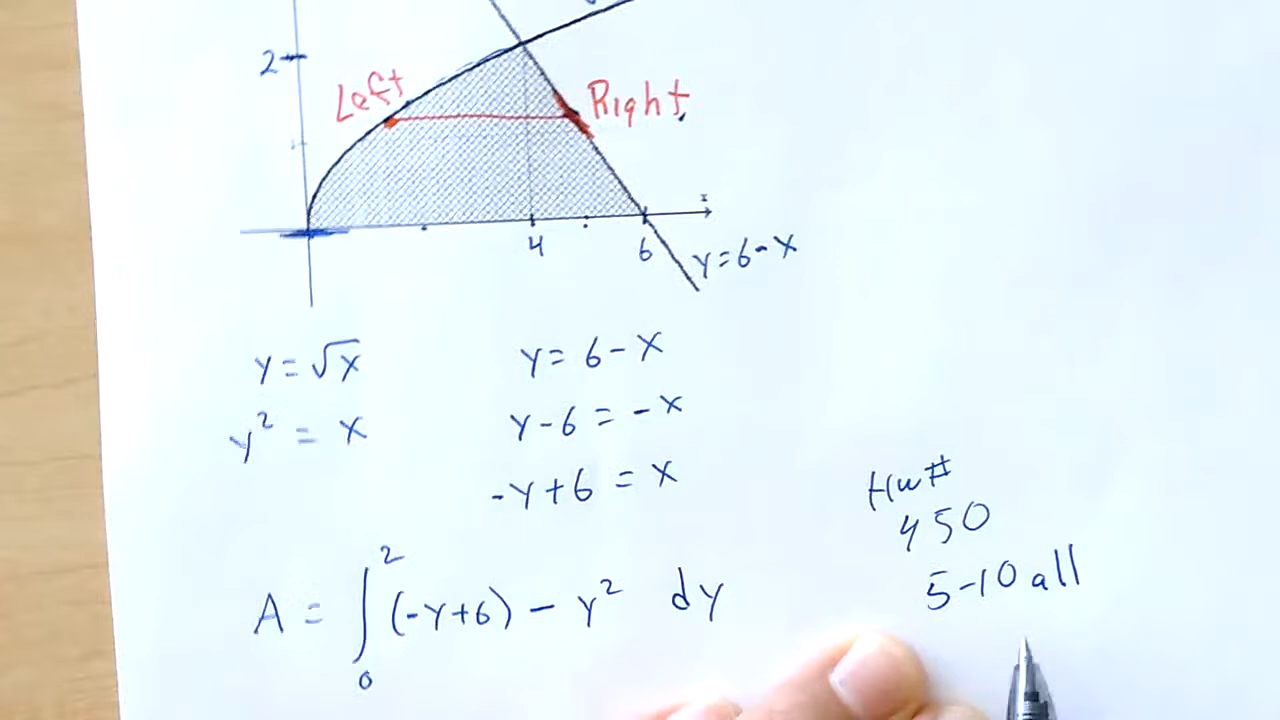 2
Left
Right
x
4
6
y=6-x
y=√x
y=6-x
y²=x
y-6=-x
-y+6=x
HW#
450
5-10 all
A=∫₀²(-y+6)-y² dy